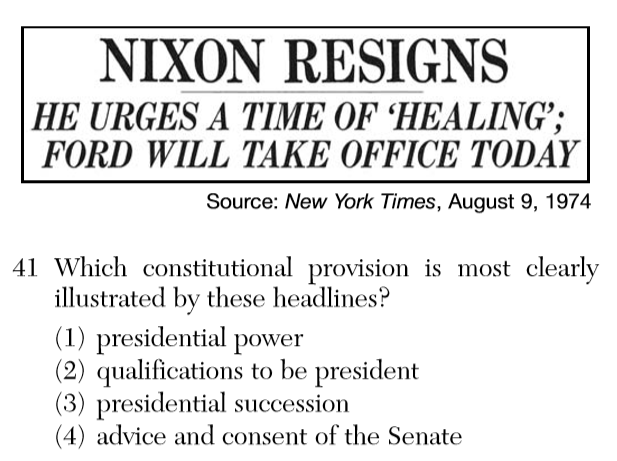 NIXON RESIGNS
HE URGES A TIME OF ‘HEALING’;
FORD WILL TAKE OFFICE TODAY
Source: New York Times, August 9, 1974
41 Which constitutional provision is most clearly
illustrated by these headlines?
(1) presidential power
(2) qualifications to be president
(3) presidential succession
(4) advice and consent of the Senate